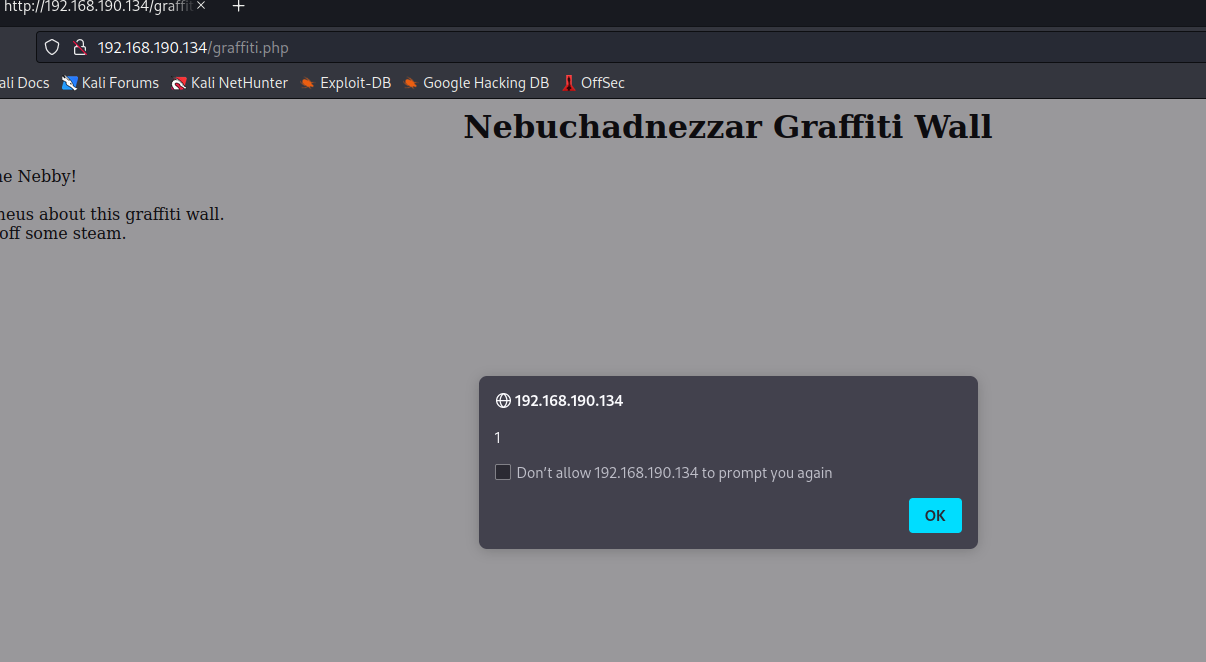 http://192.168.190.134/graffit
192.168.190.134/graffiti.php
ali Docs Kali Forums Kali NetHunter Exploit-DB Google Hacking DB OffSec
Nebuchadnezzar Graffiti Wall
Nebby!
about this graffiti wall.
off some steam.
192.168.190.134
1
Don't allow 192.168.190.134 to prompt you again
OK